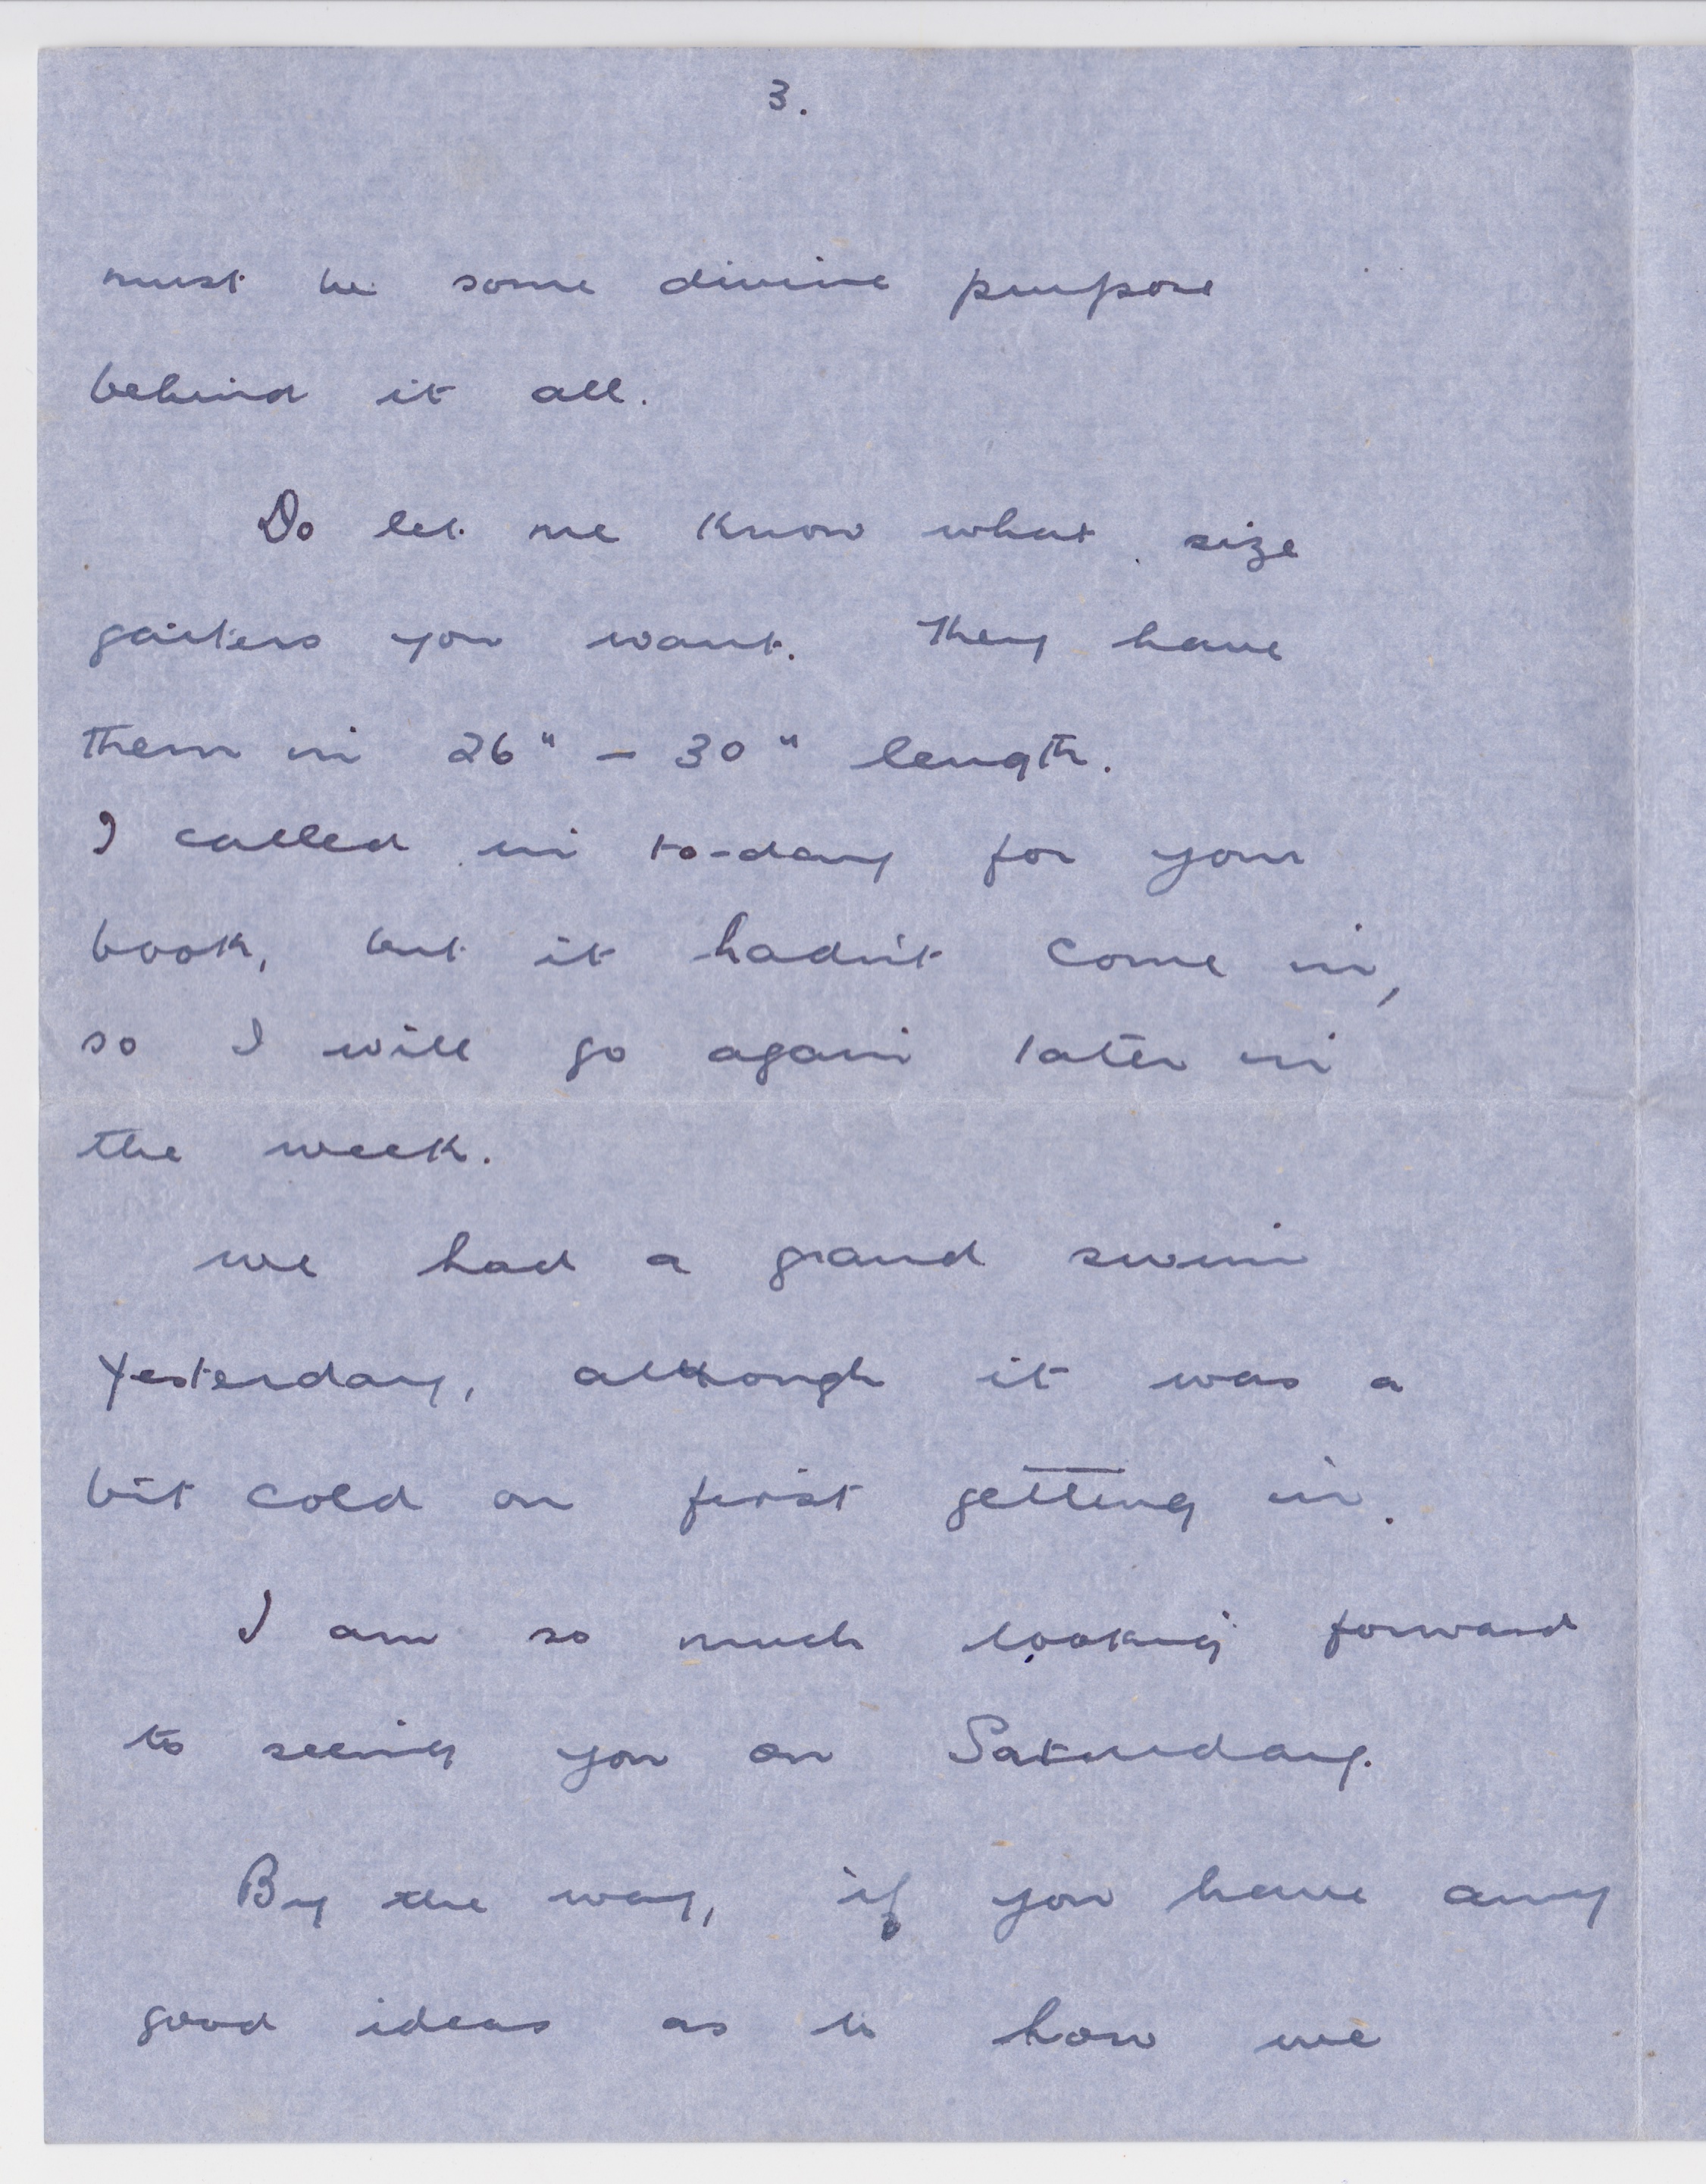 3.
must be some divine purpose
behind it all.
Do let me know what size
gaiters you want. They have
them in 26" - 30" length.
I called in to-day for your
book, but it hadn't come in,
so I will go again later in
the week.
we had a grand swim
yesterday, although it was a
bit cold on first getting in.
I am so much looking forward
to seeing you on Saturday.
By the way, if you have any
good ideas as to how we